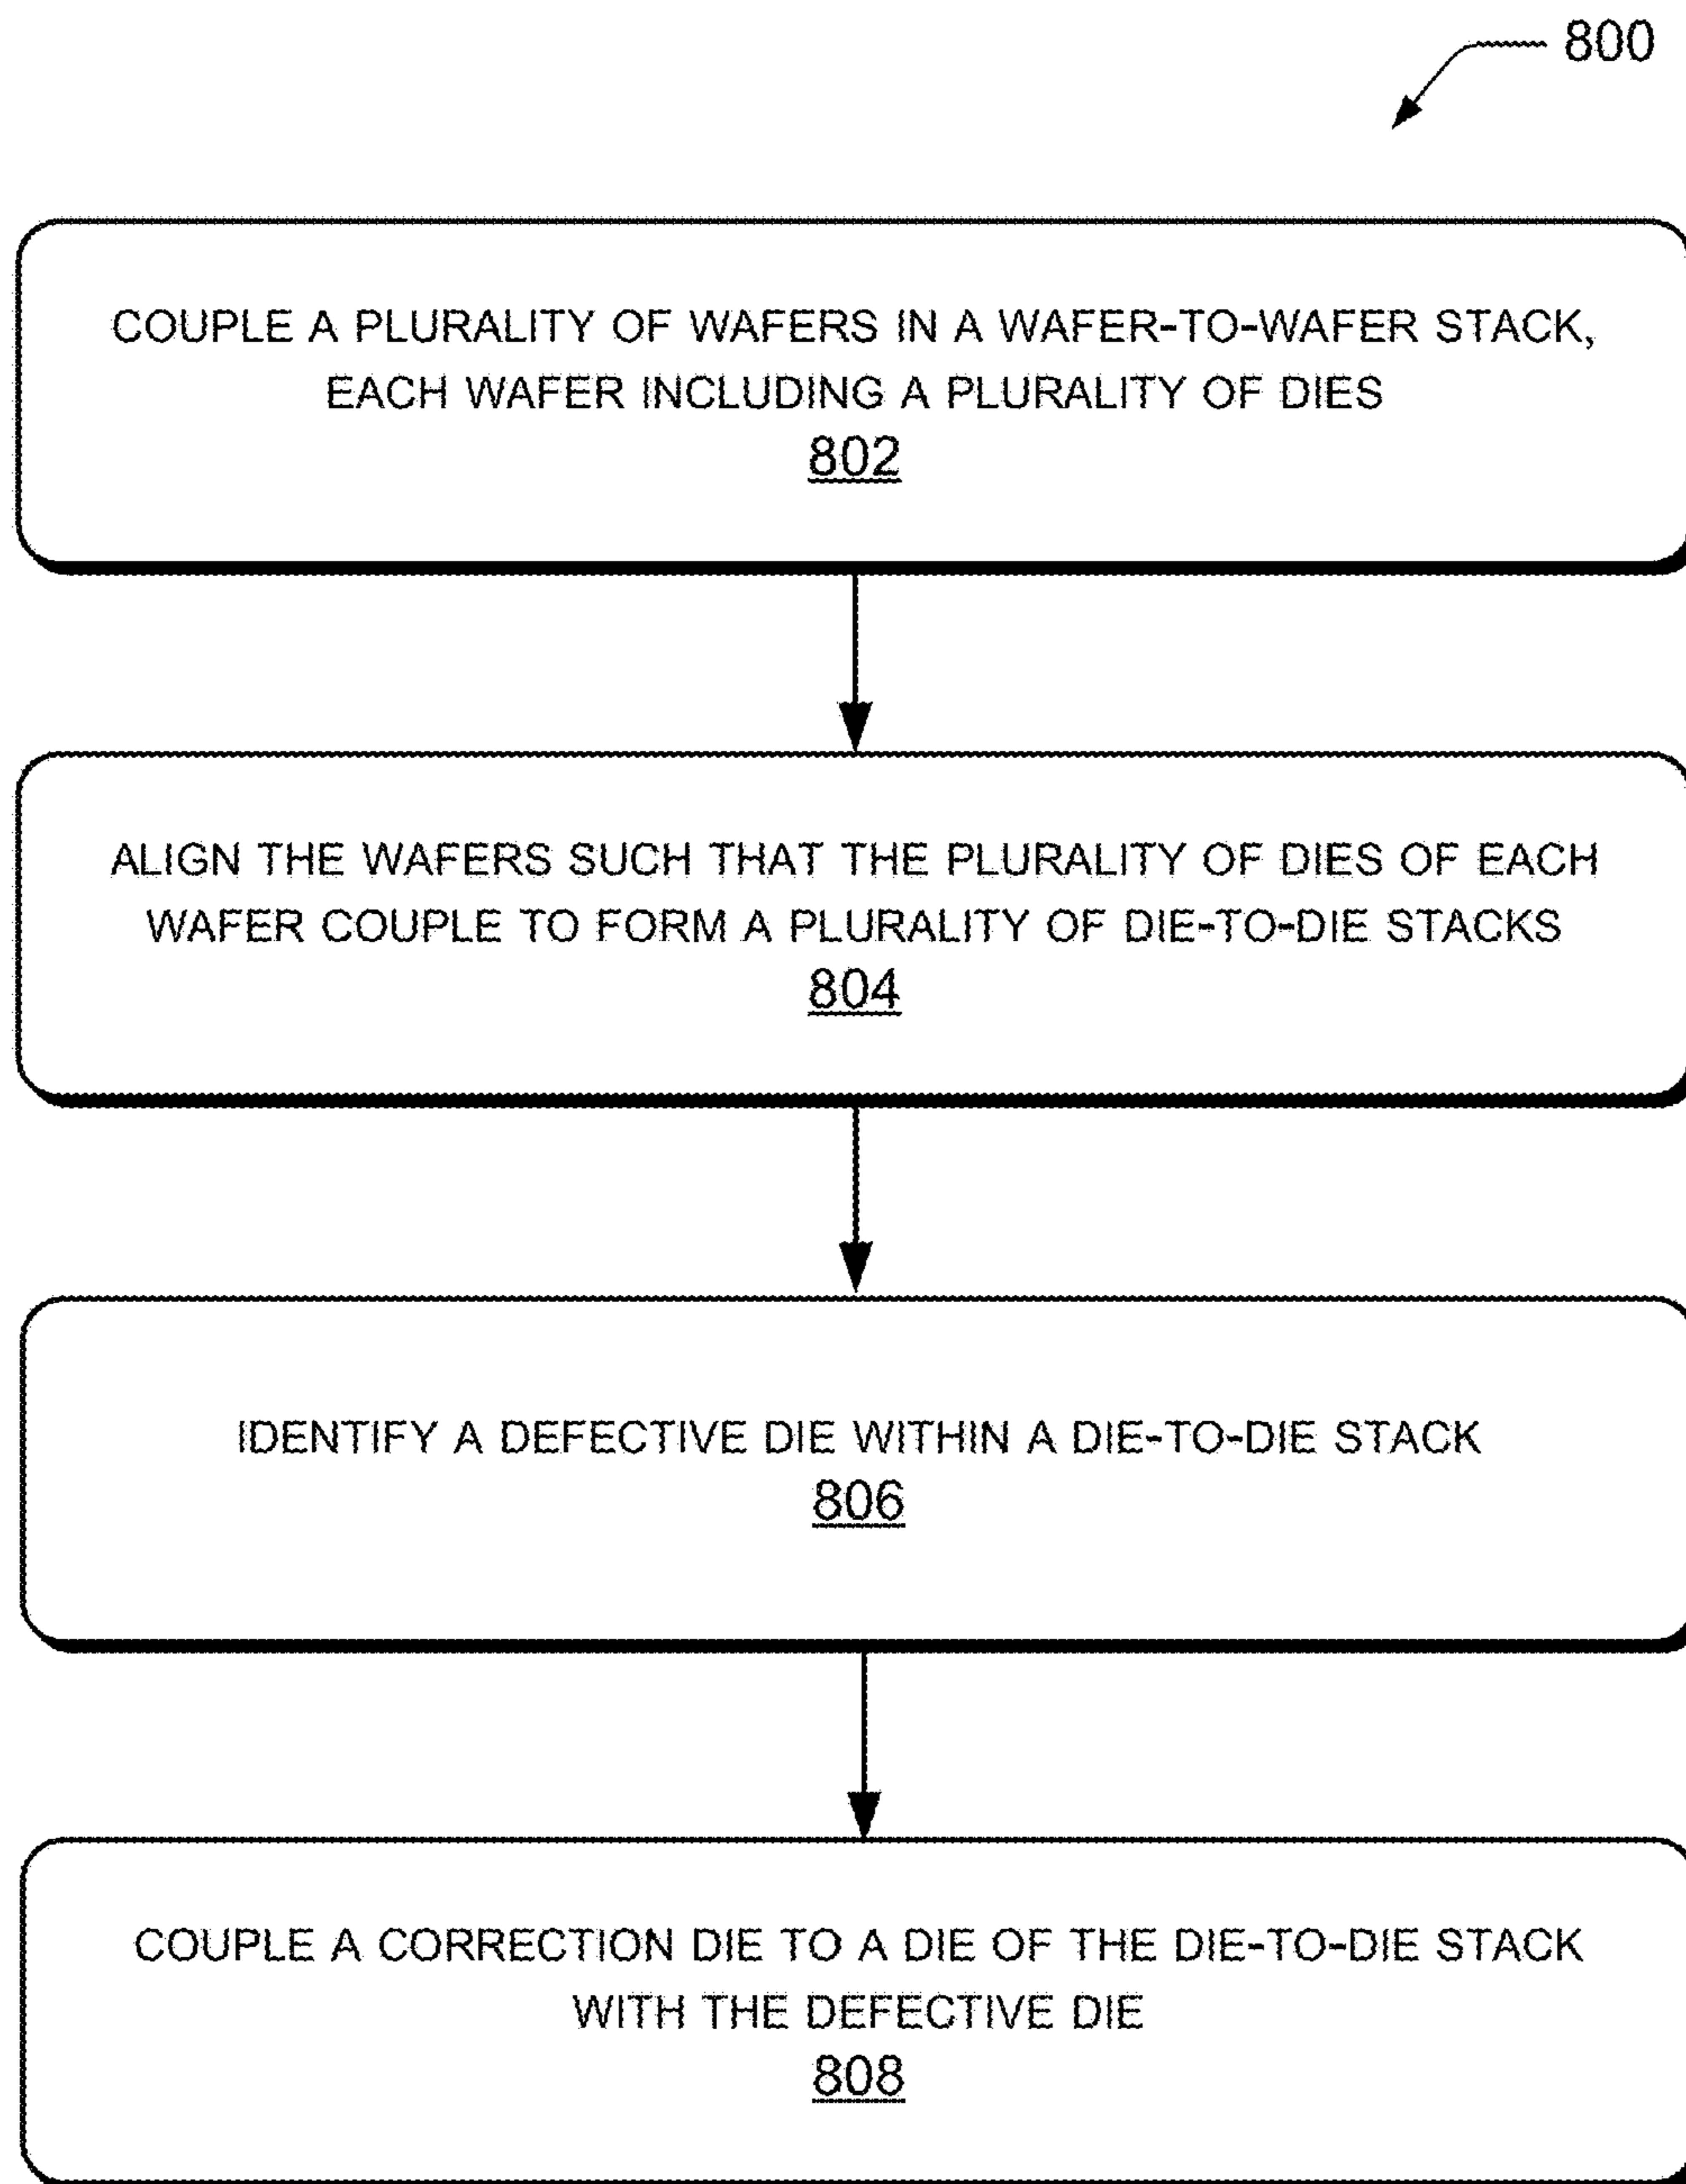 800
COUPLE A PLURALITY OF WAFERS IN A WAFER-TO-WAFER STACK,
EACH WAFER INCLUDING A PLURALITY OF DIES
802
ALIGN THE WAFERS SUCH THAT THE PLURALITY OF DIES OF EACH
WAFER COUPLE TO FORM A PLURALITY OF DIE-TO-DIE STACKS
804
IDENTIFY A DEFECTIVE DIE WITHIN A DIE-TO-DIE STACK
806
COUPLE A CORRECTION DIE TO A DIE OF THE DIE-TO-DIE STACK
WITH THE DEFECTIVE DIE
808